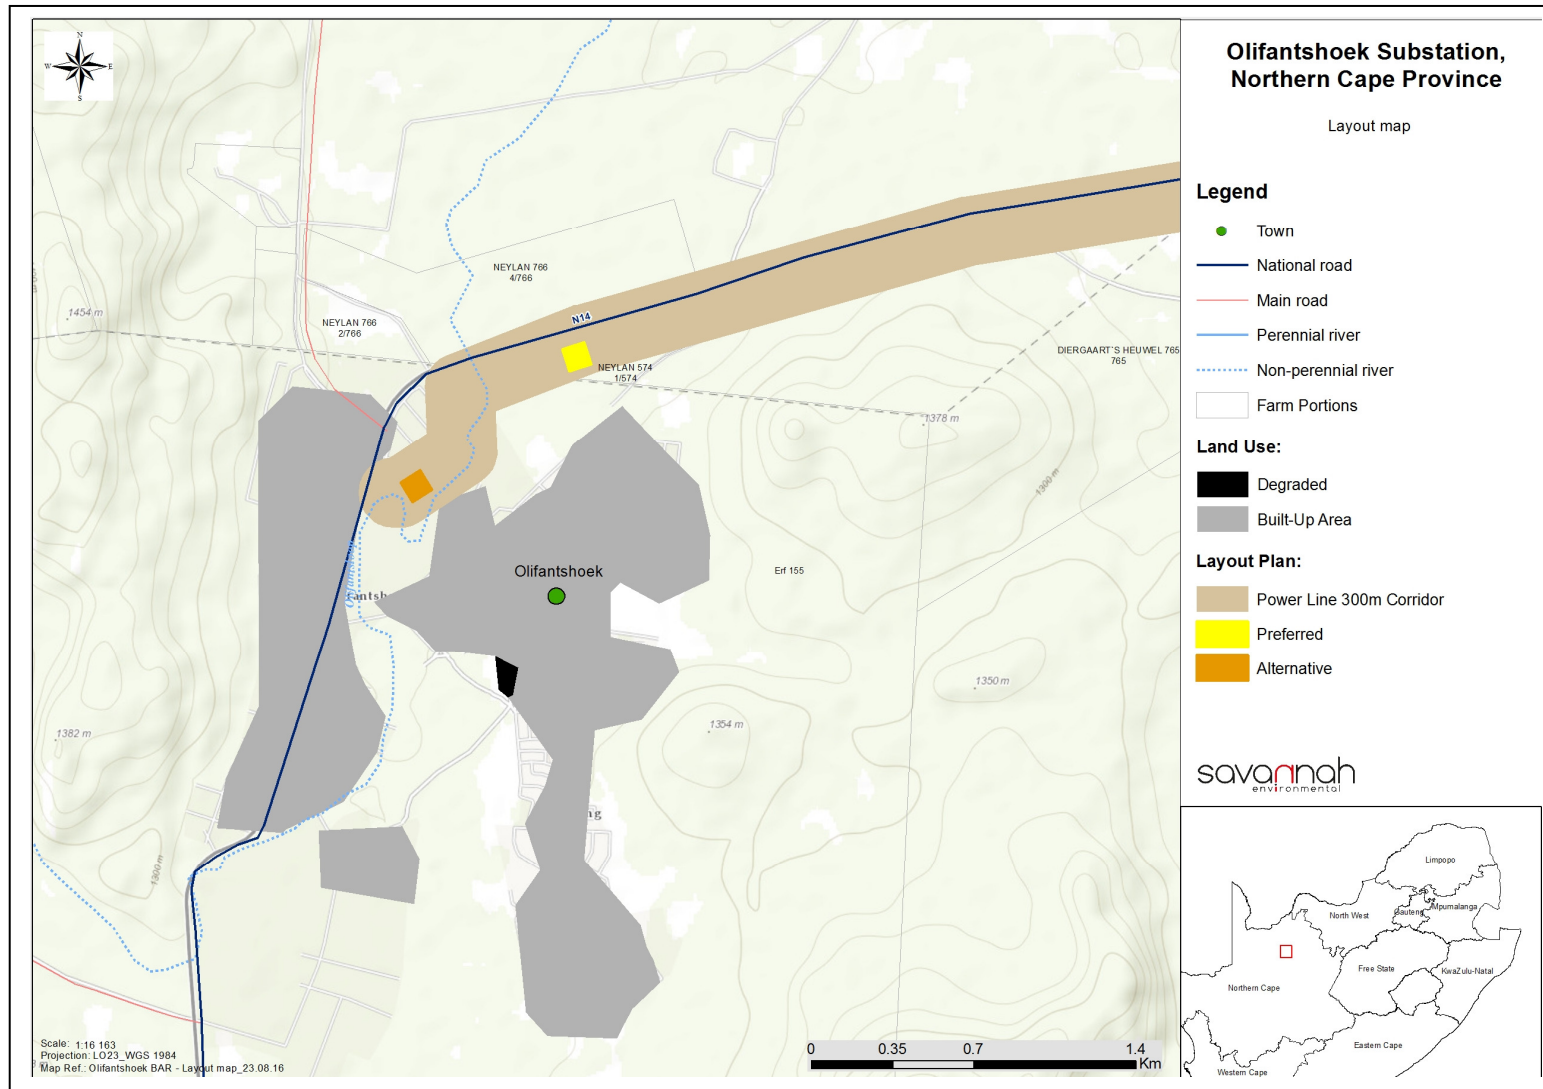 N
W
E
S
Olifantshoek Substation,
Northern Cape Province
Layout map
Legend
Town
National road
Main road
Perennial river
Non-perennial river
Farm Portions
Land Use:
Degraded
Built-Up Area
Layout Plan:
Power Line 300m Corridor
Preferred
Alternative
savannah
environmental
NEYLAN 766
4/766
N14
1454 m
NEYLAN 766
2/766
DIERGAART`S HEUWEL 765
765
NEYLAN 574
1/574
1378 m
1300 m
Olifantshoek
Erf 155
1350 m
1354 m
1382 m
1300 m
Scale: 1:16 163
Projection: LO23_WGS 1984
Map Ref.: Olifantshoek BAR - Layout map_23.08.16
0 0.35 0.7 1.4
Km
Limpopo
North West
Gauteng
Mpumalanga
Free State
KwaZulu-Natal
Northern Cape
Eastern Cape
Western Cape